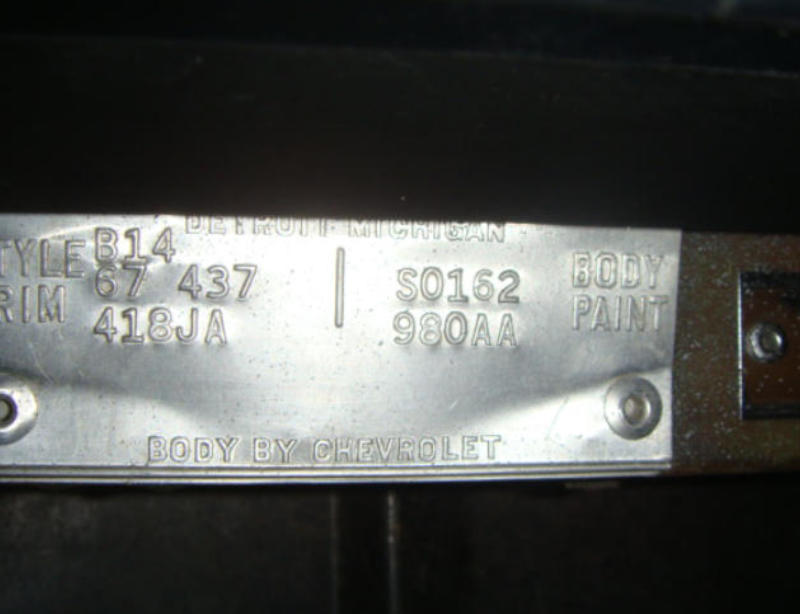 DETROIT MICHIGAN
B14
TYLE 67 437 S0162 BODY
RIM 418JA 980AA PAINT
BODY BY CHEVROLET